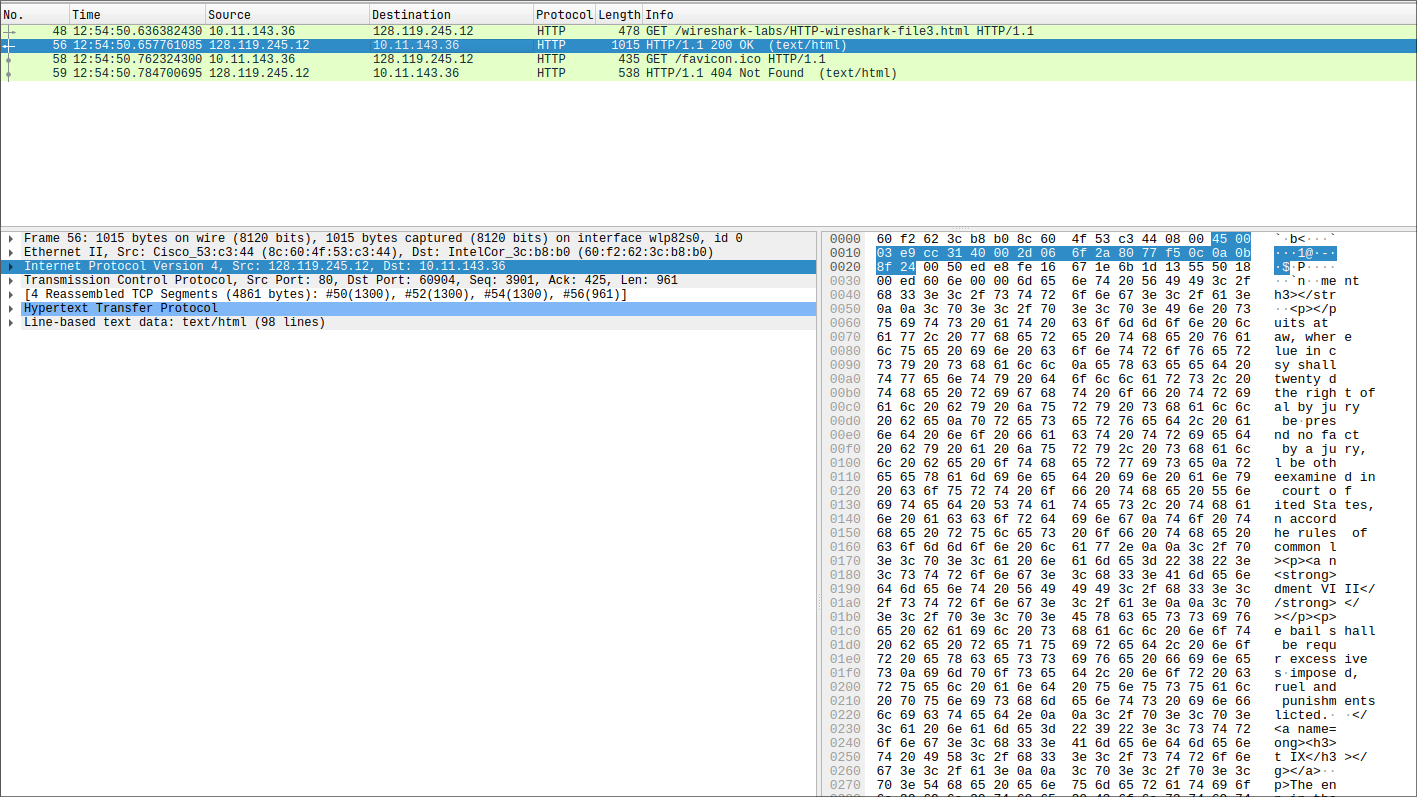 No. Time Source Destination Protocol Length Info
48 12:54:50.636382430 10.11.143.36 128.119.245.12 HTTP 478 GET /wireshark-labs/HTTP-wireshark-file3.html HTTP/1.1
56 12:54:50.657761085 128.119.245.12 10.11.143.36 HTTP 1015 HTTP/1.1 200 OK (text/html)
58 12:54:50.762324300 10.11.143.36 128.119.245.12 HTTP 435 GET /favicon.ico HTTP/1.1
59 12:54:50.784700695 128.119.245.12 10.11.143.36 HTTP 538 HTTP/1.1 404 Not Found (text/html)
Frame 56: 1015 bytes on wire (8120 bits), 1015 bytes captured (8120 bits) on interface wlp82s0, id 0
Ethernet II, Src: Cisco_53:c3:44 (8c:60:4f:53:c3:44), Dst: IntelCor_3c:b8:b0 (60:f2:62:3c:b8:b0)
Internet Protocol Version 4, Src: 128.119.245.12, Dst: 10.11.143.36
Transmission Control Protocol, Src Port: 80, Dst Port: 60904, Seq: 3901, Ack: 425, Len: 961
[4 Reassembled TCP Segments (4861 bytes): #50(1300), #52(1300), #54(1300), #56(961)]
Hypertext Transfer Protocol
Line-based text data: text/html (98 lines)
0000 60 f2 62 3c b8 b0 8c 60 4f 53 c3 44 08 00 45 00 `·b<···`
0010 03 e9 cc 31 40 00 2d 06 6f 2a 80 77 f5 0c 0a 0b ···1@·-·
0020 8f 24 00 50 ed e8 fe 16 67 1e 6b 1d 13 55 50 18 ·$·P····
0030 00 ed 60 6e 00 00 6d 65 6e 74 20 56 49 49 3c 2f ··`n··me nt
0040 68 33 3e 3c 2f 73 74 72 6f 6e 67 3e 3c 2f 61 3e h3></str
0050 0a 0a 3c 70 3e 3c 2f 70 3e 3c 70 3e 49 6e 20 73 ··<p></p
0060 75 69 74 73 20 61 74 20 63 6f 6d 6d 6f 6e 20 6c uits at
0070 61 77 2c 20 77 68 65 72 65 20 74 68 65 20 76 61 aw, wher e
0080 6c 75 65 20 69 6e 20 63 6f 6e 74 72 6f 76 65 72 lue in c
0090 73 79 20 73 68 61 6c 6c 0a 65 78 63 65 65 64 20 sy shall
00a0 74 77 65 6e 74 79 20 64 6f 6c 6c 61 72 73 2c 20 twenty d
00b0 74 68 65 20 72 69 67 68 74 20 6f 66 20 74 72 69 the righ t of
00c0 61 6c 20 62 79 20 6a 75 72 79 20 73 68 61 6c 6c al by ju ry
00d0 20 62 65 0a 70 72 65 73 65 72 76 65 64 2c 20 61 be·pres
00e0 6e 64 20 6e 6f 20 66 61 63 74 20 74 72 69 65 64 nd no fa ct
00f0 20 62 79 20 61 20 6a 75 72 79 2c 20 73 68 61 6c by a ju ry,
0100 6c 20 62 65 20 6f 74 68 65 72 77 69 73 65 0a 72 l be oth
0110 65 65 78 61 6d 69 6e 65 64 20 69 6e 20 61 6e 79 eexamine d in
0120 20 63 6f 75 72 74 20 6f 66 20 74 68 65 20 55 6e court o f
0130 69 74 65 64 20 53 74 61 74 65 73 2c 20 74 68 61 ited Sta tes,
0140 6e 20 61 63 63 6f 72 64 69 6e 67 0a 74 6f 20 74 n accord
0150 68 65 20 72 75 6c 65 73 20 6f 66 20 74 68 65 20 he rules of
0160 63 6f 6d 6d 6f 6e 20 6c 61 77 2e 0a 0a 3c 2f 70 common l
0170 3e 3c 70 3e 3c 61 20 6e 61 6d 65 3d 22 38 22 3e ><p><a n
0180 3c 73 74 72 6f 6e 67 3e 3c 68 33 3e 41 6d 65 6e <strong>
0190 64 6d 65 6e 74 20 56 49 49 49 3c 2f 68 33 3e 3c dment VI II</
01a0 2f 73 74 72 6f 6e 67 3e 3c 2f 61 3e 0a 0a 3c 70 /strong> </
01b0 3e 3c 2f 70 3e 3c 70 3e 45 78 63 65 73 73 69 76 ></p><p>
01c0 65 20 62 61 69 6c 20 73 68 61 6c 6c 20 6e 6f 74 e bail s hall
01d0 20 62 65 20 72 65 71 75 69 72 65 64 2c 20 6e 6f be requ
01e0 72 20 65 78 63 65 73 73 69 76 65 20 66 69 6e 65 r excess ive
01f0 73 0a 69 6d 70 6f 73 65 64 2c 20 6e 6f 72 20 63 s·impose d,
0200 72 75 65 6c 20 61 6e 64 20 75 6e 75 73 75 61 6c ruel and
0210 20 70 75 6e 69 73 68 6d 65 6e 74 73 20 69 6e 66 punishm ents
0220 6c 69 63 74 65 64 2e 0a 0a 3c 2f 70 3e 3c 70 3e licted.· ·</
0230 3c 61 20 6e 61 6d 65 3d 22 39 22 3e 3c 73 74 72 <a name=
0240 6f 6e 67 3e 3c 68 33 3e 41 6d 65 6e 64 6d 65 6e ong><h3>
0250 74 20 49 58 3c 2f 68 33 3e 3c 2f 73 74 72 6f 6e t IX</h3 ></
0260 67 3e 3c 2f 61 3e 0a 0a 3c 70 3e 3c 2f 70 3e 3c g></a>··
0270 70 3e 54 68 65 20 65 6e 75 6d 65 72 61 74 69 6f p>The en